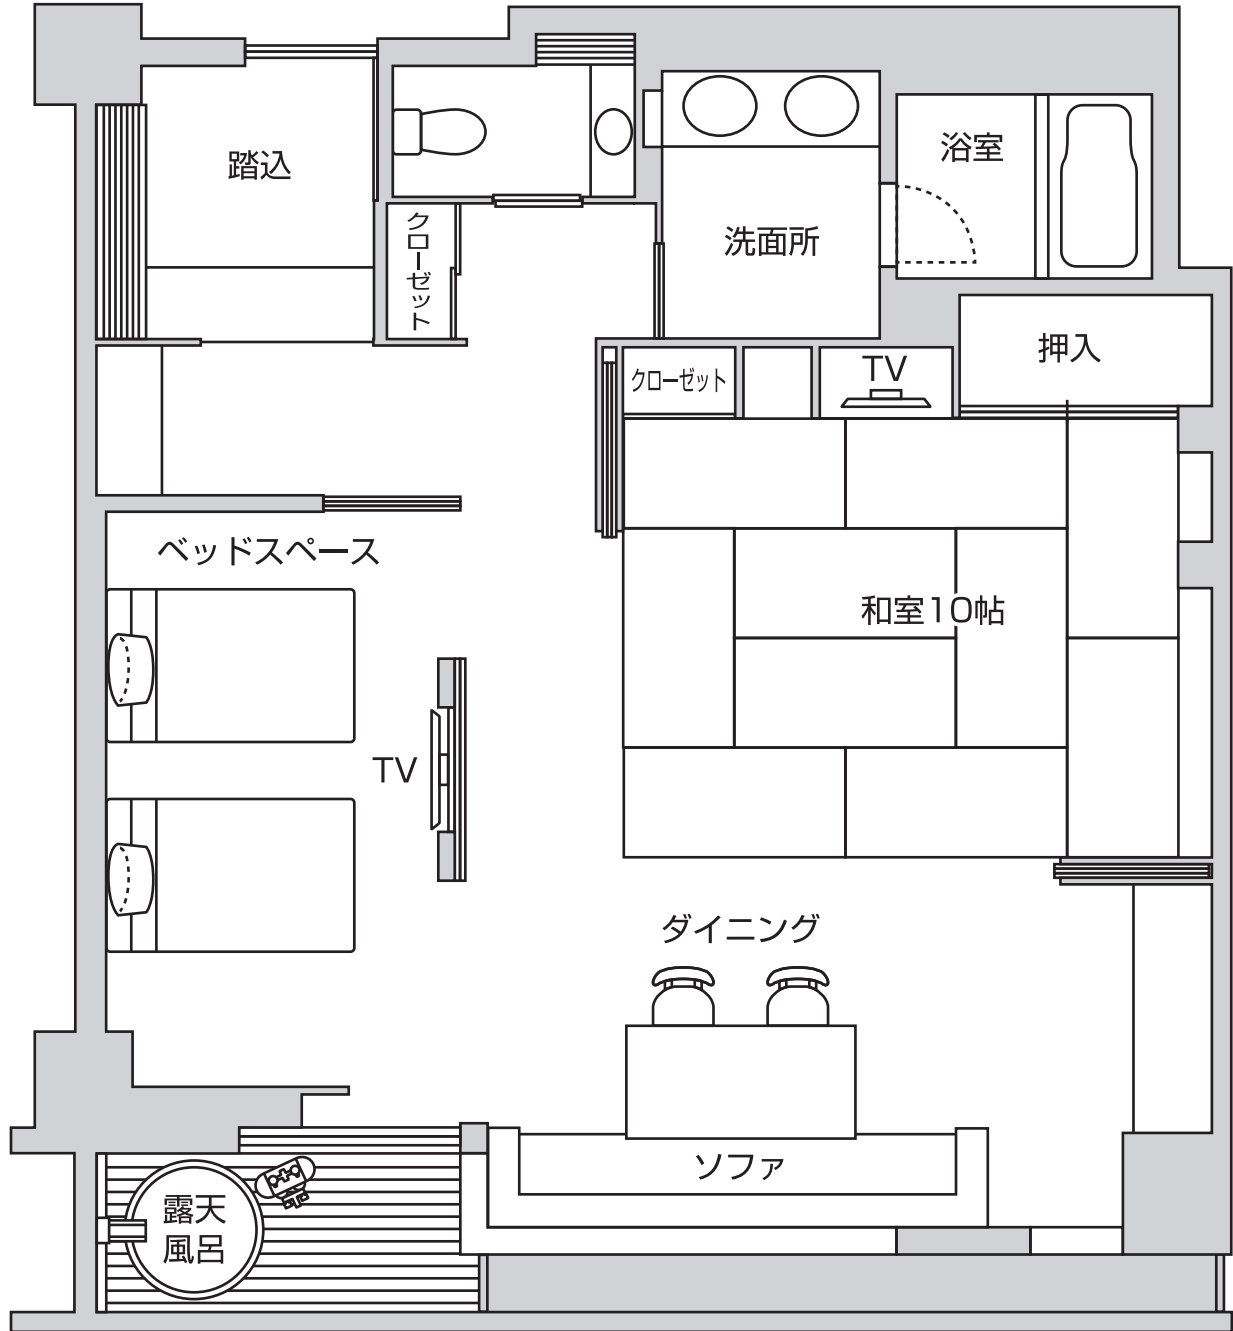 踏込
浴室
洗面所
クローゼット
押入
クローゼット
TV
ベッドスペース
和室10帖
TV
ダイニング
ソファ
露天
風呂